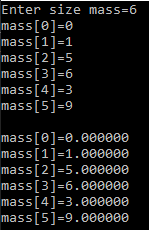 Enter size mass=6
mass[0]=0
mass[1]=1
mass[2]=5
mass[3]=6
mass[4]=3
mass[5]=9
mass[0]=0.000000
mass[1]=1.000000
mass[2]=5.000000
mass[3]=6.000000
mass[4]=3.000000
mass[5]=9.000000